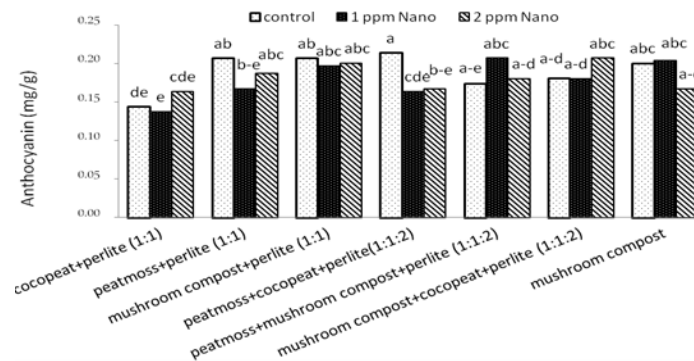 control 1 ppm Nano 2 ppm Nano
Anthocyanin (mg/g)
0.25
0.20
0.15
0.10
0.05
0.00
de e cde
ab b-e abc
ab abc abc
a cde b-e
a-e abc a-d
a-d a-d abc
abc abc
cocopeat+perlite (1:1)
peatmoss+perlite (1:1)
mushroom compost+perlite (1:1)
peatmoss+cocopeat+perlite(1:1:2)
peatmoss+mushroom compost+perlite (1:1:2)
mushroom compost+cocopeat+perlite (1:1:2)
mushroom compost